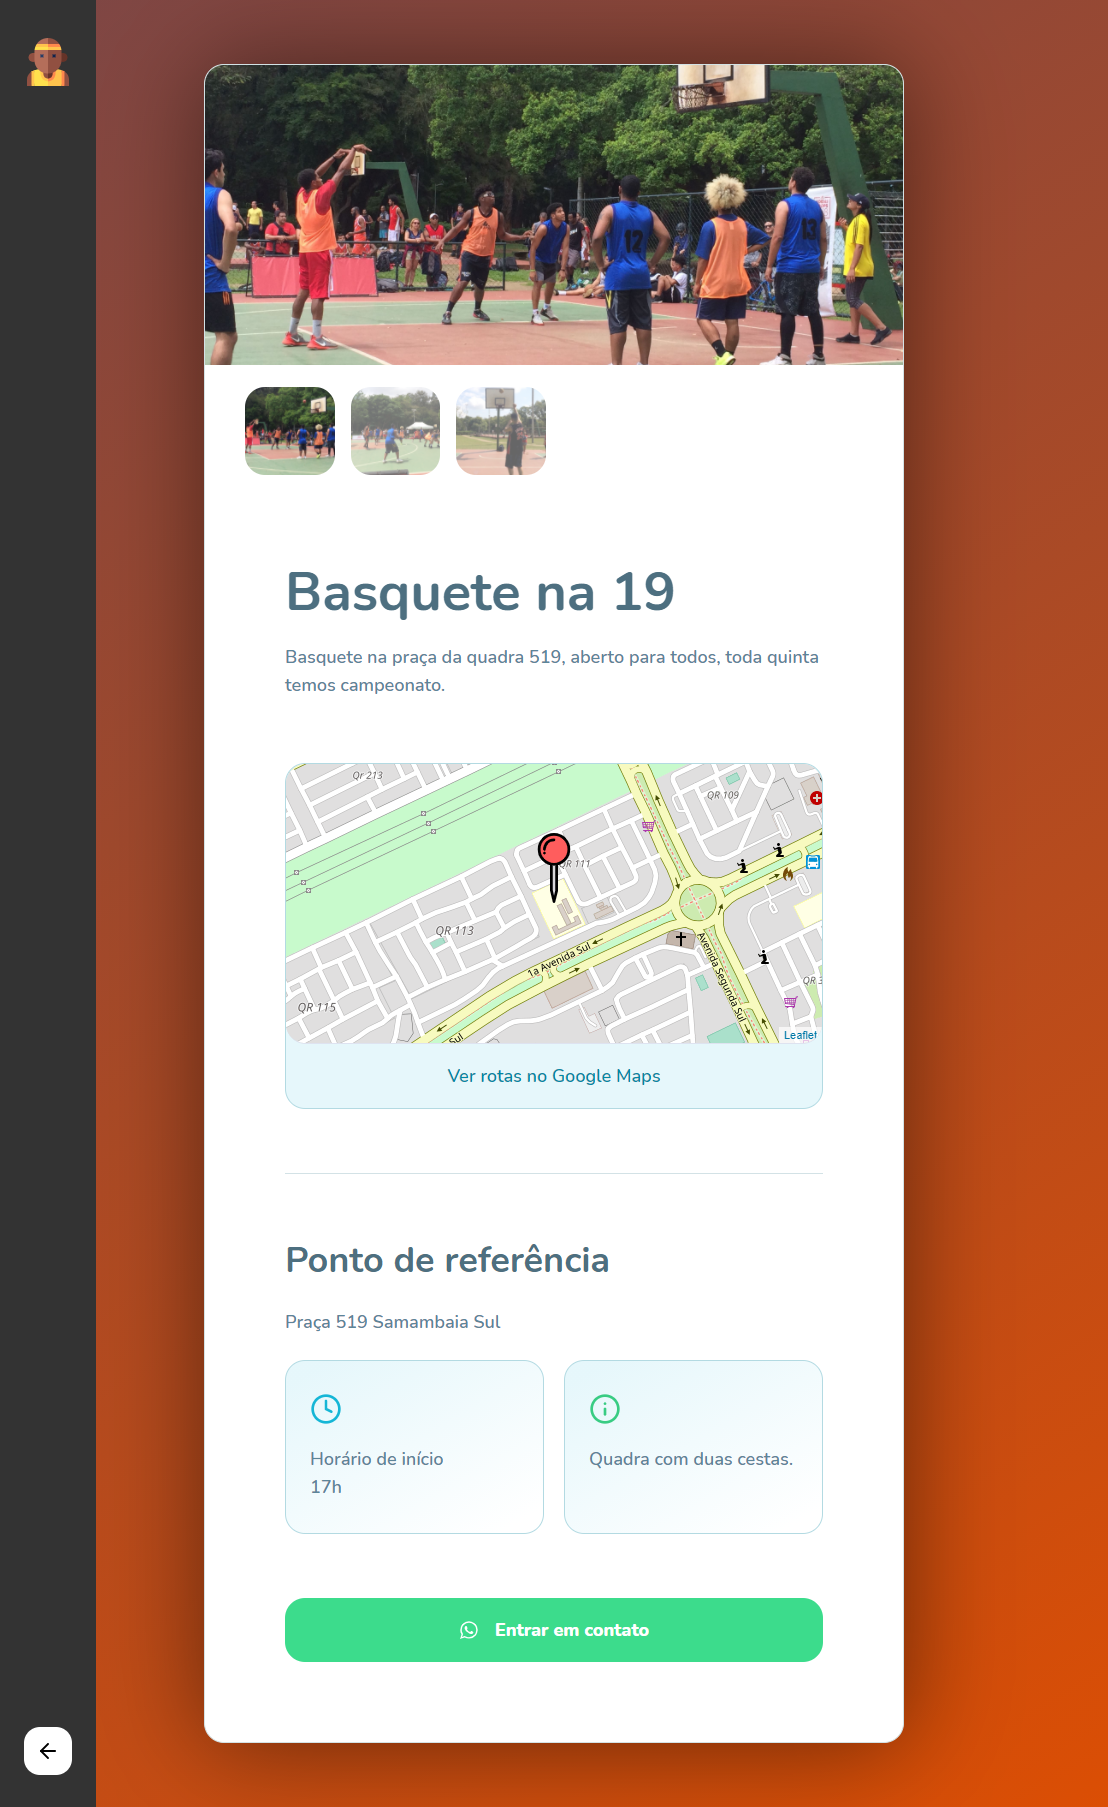 12
13
Basquete na 19
Basquete na praça da quadra 519, aberto para todos, toda quinta
temos campeonato.
Qr 213
QR 109
QR 111
QR 113
1a Avenida Sul
Avenida Segunda Sul
QR 3
QR 115
Sul
Leaflet
Ver rotas no Google Maps
Ponto de referência
Praça 519 Samambaia Sul
Horário de início
17h
Quadra com duas cestas.
Entrar em contato